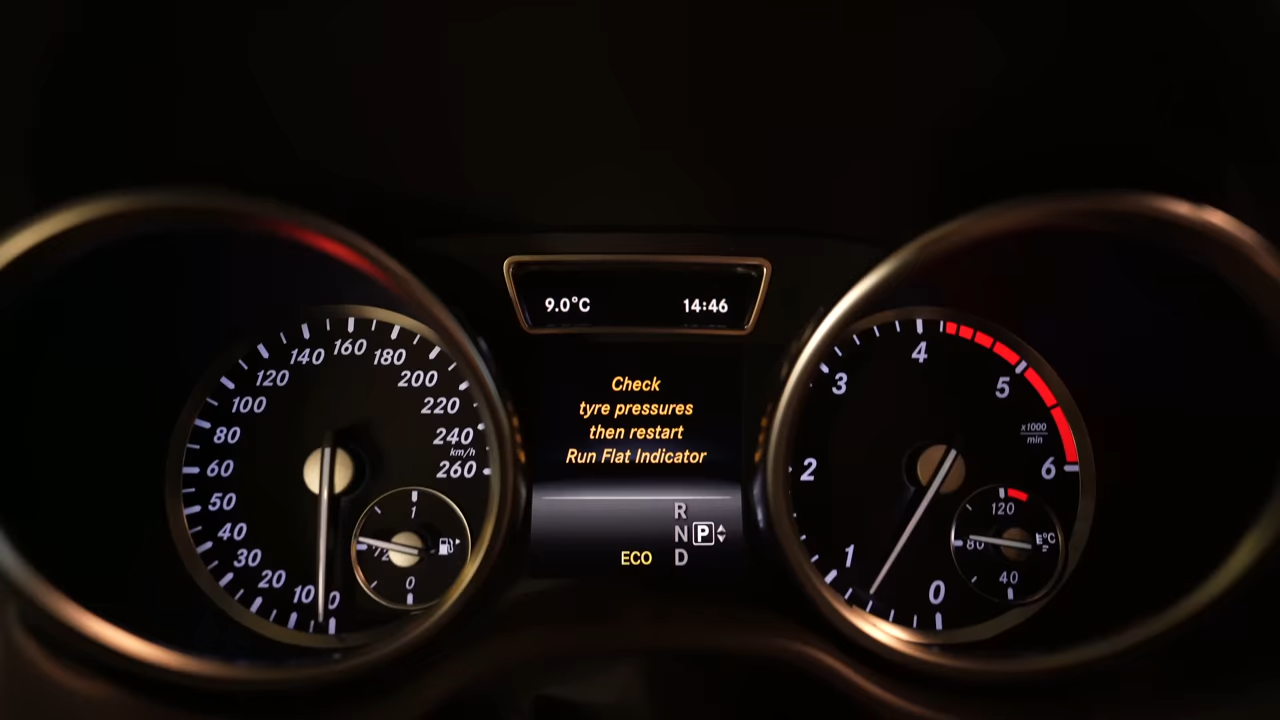 9.0°C 14:46
Check
tyre pressures
then restart
Run Flat Indicator
R
N P
ECO D
0
10
20
30
40
50
60
80
100
120
140
160
180
200
220
240
km/h
260
1
0
0
1
2
3
4
5
6
x1000
min
120
80
°C
40